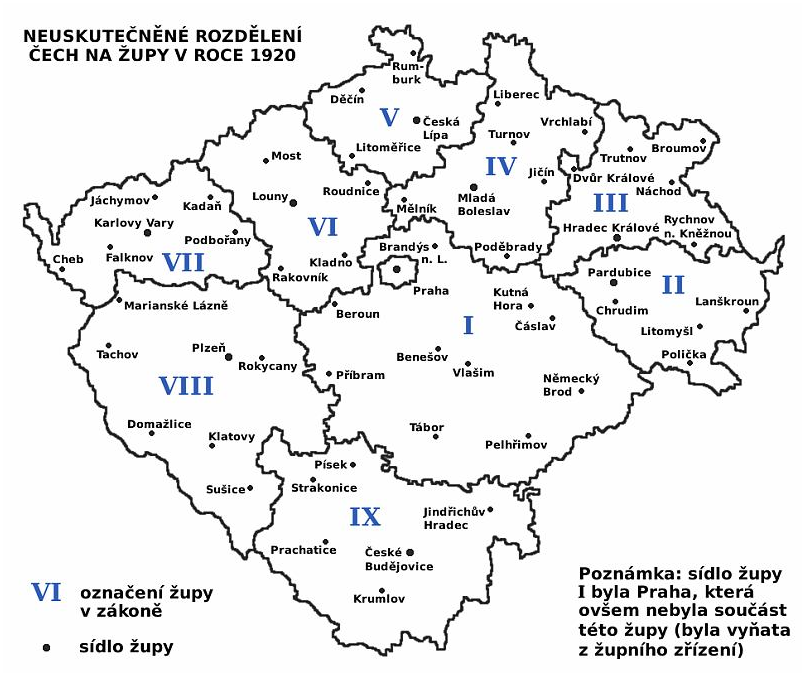 NEUSKUTEČNĚNÉ ROZDĚLENÍ
ČECH NA ŽUPY V ROCE 1920
Rum-
burk
Děčín
V
Česká
Lípa
Litoměřice
Liberec
Vrchlabí
Turnov
IV
Jičín
Mladá
Boleslav
Mělník
Poděbrady
Trutnov
Broumov
Dvůr Králové
Náchod
III
Hradec Králové
Rychnov
n. Kněžnou
Most
Louny
Roudnice
VI
Kladno
Rakovník
Jáchymov
Kadaň
Karlovy Vary
Podbořany
Falknov
VII
Cheb
Brandýs
n. L.
Praha
Beroun
Kutná
Hora
Čáslav
I
Benešov
Vlašim
Příbram
Německý
Brod
Tábor
Pelhřimov
Pardubice
II
Chrudim
Lanškroun
Litomyšl
Polička
Marianské Lázně
Tachov
Plzeň
Rokycany
VIII
Domažlice
Klatovy
Sušice
Písek
Strakonice
IX
Jindřichův
Hradec
Prachatice
České
Budějovice
Krumlov
VI označení župy
v zákoně
sídlo župy
Poznámka: sídlo župy
I byla Praha, která
ovšem nebyla součást
této župy (byla vyňata
z župního zřízení)